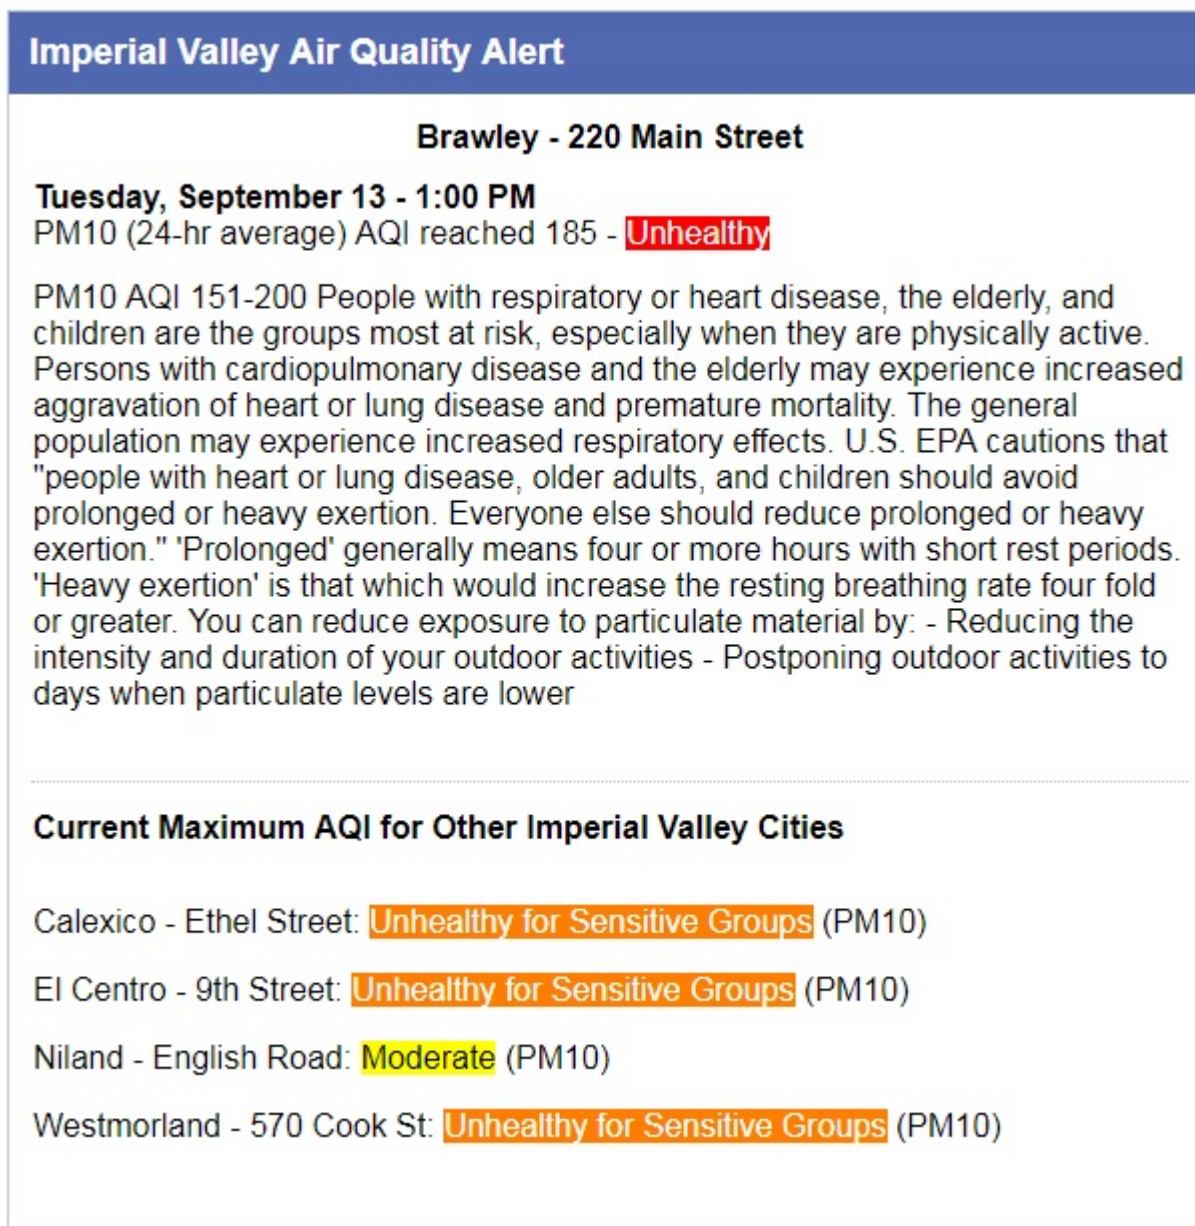 Imperial Valley Air Quality Alert
Brawley - 220 Main Street
Tuesday, September 13 - 1:00 PM
PM10 (24-hr average) AQI reached 185 - Unhealthy
PM10 AQI 151-200 People with respiratory or heart disease, the elderly, and
children are the groups most at risk, especially when they are physically active.
Persons with cardiopulmonary disease and the elderly may experience increased
aggravation of heart or lung disease and premature mortality. The general
population may experience increased respiratory effects. U.S. EPA cautions that
"people with heart or lung disease, older adults, and children should avoid
prolonged or heavy exertion. Everyone else should reduce prolonged or heavy
exertion." 'Prolonged' generally means four or more hours with short rest periods.
'Heavy exertion' is that which would increase the resting breathing rate four fold
or greater. You can reduce exposure to particulate material by: - Reducing the
intensity and duration of your outdoor activities - Postponing outdoor activities to
days when particulate levels are lower
Current Maximum AQI for Other Imperial Valley Cities
Calexico - Ethel Street: Unhealthy for Sensitive Groups (PM10)
El Centro - 9th Street: Unhealthy for Sensitive Groups (PM10)
Niland - English Road: Moderate (PM10)
Westmorland - 570 Cook St: Unhealthy for Sensitive Groups (PM10)